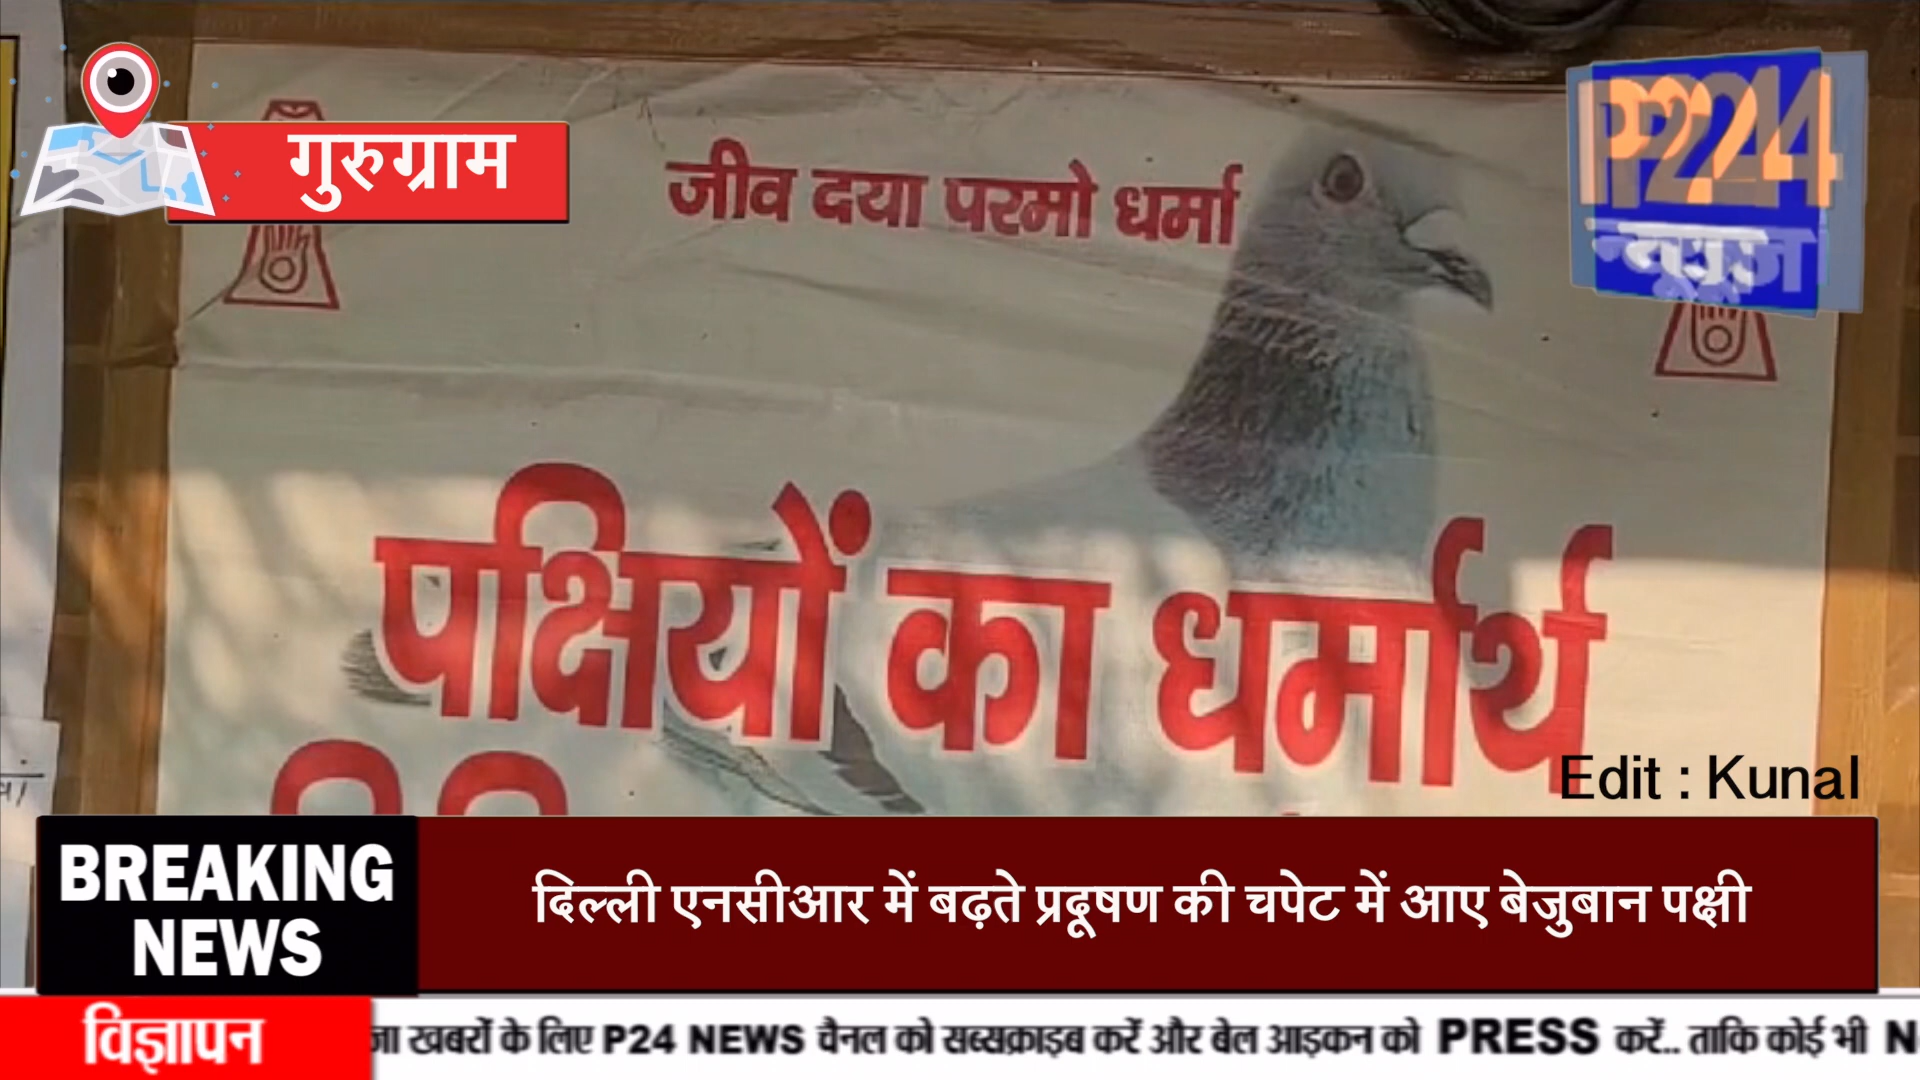 गुरुग्राम
जीव दया परमो धर्मा
P24
न्यूज
पक्षियों का धर्मार्थ
Edit : Kunal
BREAKING
NEWS
दिल्ली एनसीआर में बढ़ते प्रदूषण की चपेट में आए बेजुबान पक्षी
विज्ञापन
खबरों के लिए P24 NEWS चैनल को सब्सक्राइब करें और बेल आइकन को PRESS करें.. ताकि कोई भी